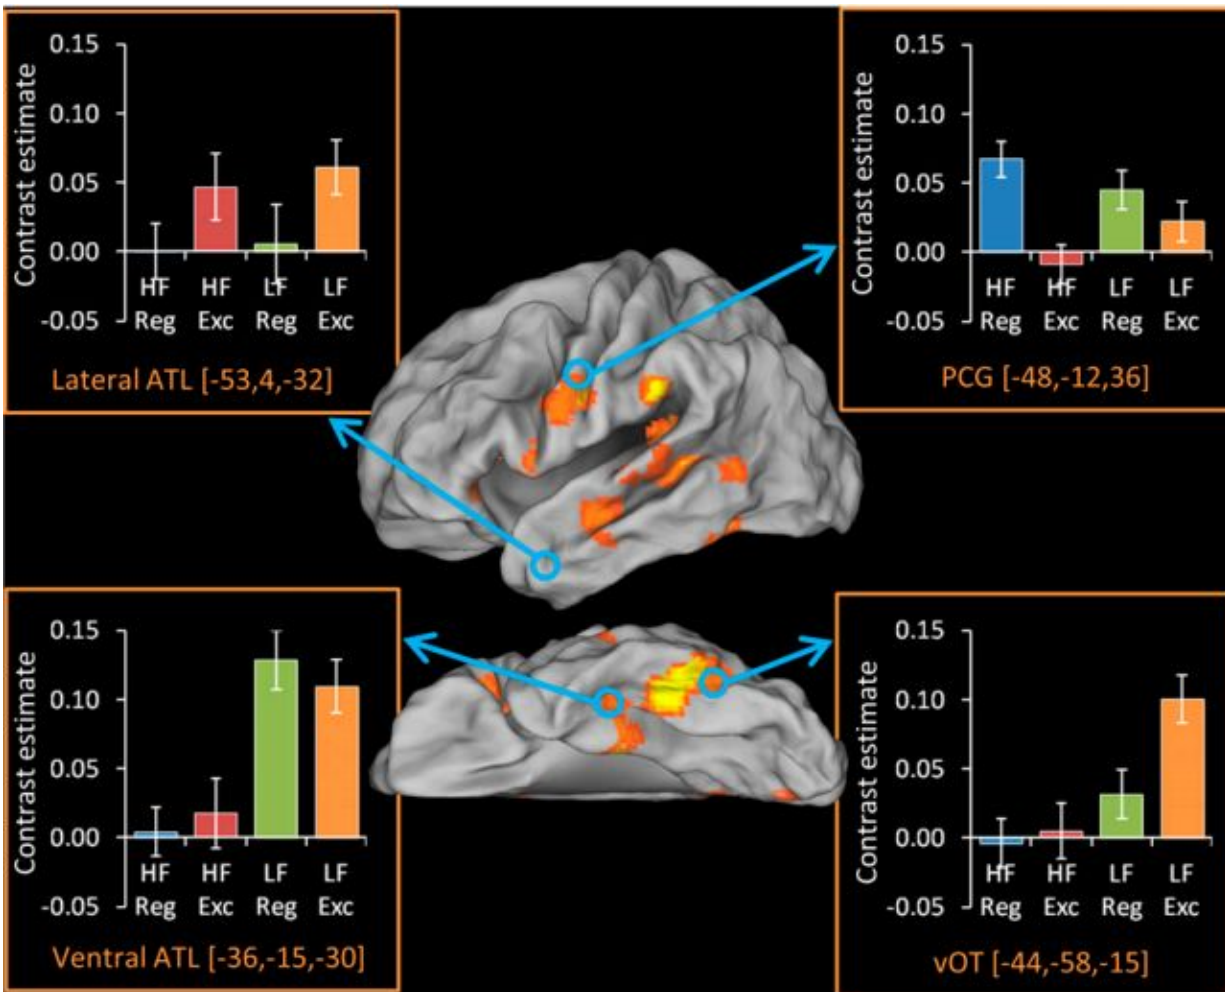 0.15
0.10
0.05
0.00
-0.05
Contrast estimate
HF HF LF LF
Reg Exc Reg Exc
Lateral ATL [-53,4,-32]
0.15
0.10
0.05
0.00
-0.05
Contrast estimate
HF HF LF LF
Reg Exc Reg Exc
PCG [-48,-12,36]
0.15
0.10
0.05
0.00
-0.05
Contrast estimate
HF HF LF LF
Reg Exc Reg Exc
Ventral ATL [-36,-15,-30]
0.15
0.10
0.05
0.00
-0.05
Contrast estimate
HF HF LF LF
Reg Exc Reg Exc
vOT [-44,-58,-15]